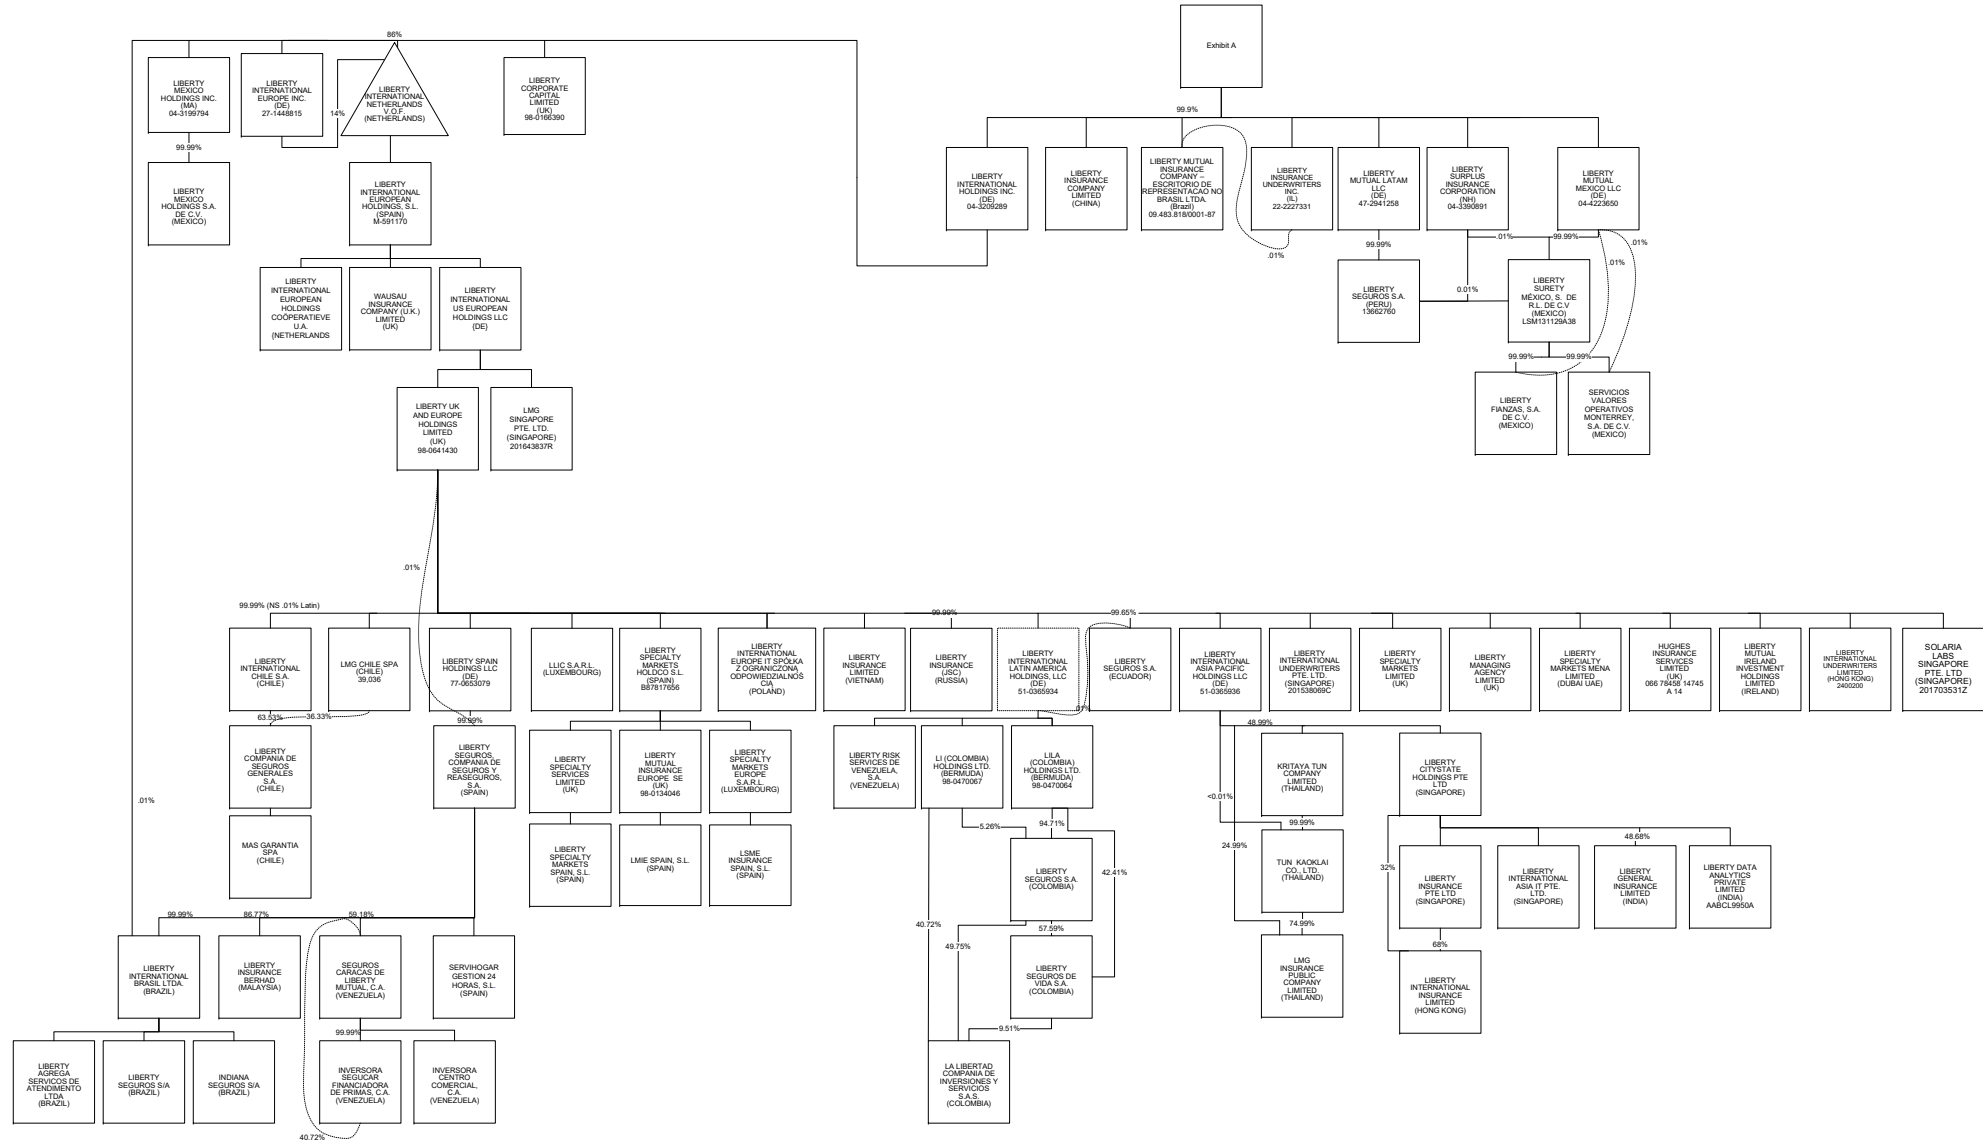 Exhibit A
86%
LIBERTY
MEXICO
HOLDINGS INC.
(MA)
04-3199794
LIBERTY
INTERNATIONAL
EUROPE INC.
(DE)
27-1448815
14%
LIBERTY
INTERNATIONAL
NETHERLANDS
V.O.F.
(NETHERLANDS)
LIBERTY
CORPORATE
CAPITAL
LIMITED
(UK)
98-0166390
99.99%
LIBERTY
MEXICO
HOLDINGS S.A.
DE C.V.
(MEXICO)
LIBERTY
INTERNATIONAL
EUROPEAN
HOLDINGS, S.L.
(SPAIN)
M-591170
99.9%
LIBERTY
INTERNATIONAL
HOLDINGS INC.
(DE)
04-3209289
LIBERTY
INSURANCE
COMPANY
LIMITED
(CHINA)
LIBERTY MUTUAL
INSURANCE
COMPANY –
ESCRITORIO DE
REPRESENTACAO NO
BRASIL LTDA.
(Brazil)
09.483.818/0001-87
LIBERTY
INSURANCE
UNDERWRITERS
INC.
(IL)
22-2227331
.01%
LIBERTY
MUTUAL LATAM
LLC
(DE)
47-2941258
LIBERTY
SURPLUS
INSURANCE
CORPORATION
(NH)
04-3390891
LIBERTY
MUTUAL
MEXICO LLC
(DE)
04-4223650
99.99%
.01%
99.99%
.01%
.01%
LIBERTY
SEGUROS S.A.
(PERU)
13662760
0.01%
LIBERTY
SURETY
MÉXICO, S. DE
R.L. DE C.V
(MEXICO)
LSM131129A38
99.99%
99.99%
LIBERTY
FIANZAS, S.A.
DE C.V.
(MEXICO)
SERVICIOS
VALORES
OPERATIVOS
MONTERREY,
S.A. DE C.V.
(MEXICO)
LIBERTY
INTERNATIONAL
EUROPEAN
HOLDINGS
COÖPERATIEVE
U.A.
(NETHERLANDS
WAUSAU
INSURANCE
COMPANY (U.K.)
LIMITED
(UK)
LIBERTY
INTERNATIONAL
US EUROPEAN
HOLDINGS LLC
(DE)
LIBERTY UK
AND EUROPE
HOLDINGS
LIMITED
(UK)
98-0641430
LMG
SINGAPORE
PTE. LTD.
(SINGAPORE)
201643837R
.01%
99.99% (NS .01% Latin)
99.99%
99.65%
LIBERTY
INTERNATIONAL
CHILE S.A.
(CHILE)
LMG CHILE SPA
(CHILE)
39,036
LIBERTY SPAIN
HOLDINGS LLC
(DE)
77-0653079
LLIC S.A.R.L.
(LUXEMBOURG)
LIBERTY
SPECIALTY
MARKETS
HOLDCO S.L.
(SPAIN)
B87817656
LIBERTY
INTERNATIONAL
EUROPE IT SPÓŁKA
Z OGRANICZONĄ
ODPOWIEDZIALNOŚ
CIĄ
(POLAND)
LIBERTY
INSURANCE
LIMITED
(VIETNAM)
LIBERTY
INSURANCE
(JSC)
(RUSSIA)
LIBERTY
INTERNATIONAL
LATIN AMERICA
HOLDINGS, LLC
(DE)
51-0365934
LIBERTY
SEGUROS S.A.
(ECUADOR)
LIBERTY
INTERNATIONAL
ASIA PACIFIC
HOLDINGS LLC
(DE)
51-0365936
LIBERTY
INTERNATIONAL
UNDERWRITERS
PTE. LTD.
(SINGAPORE)
201538069C
LIBERTY
SPECIALTY
MARKETS
LIMITED
(UK)
LIBERTY
MANAGING
AGENCY
LIMITED
(UK)
LIBERTY
SPECIALTY
MARKETS MENA
LIMITED
(DUBAI UAE)
HUGHES
INSURANCE
SERVICES
LIMITED
(UK)
066 78458 14745
A 14
LIBERTY
MUTUAL
IRELAND
INVESTMENT
HOLDINGS
LIMITED
(IRELAND)
LIBERTY
INTERNATIONAL
UNDERWRITERS
LIMITED
(HONG KONG)
2400200
SOLARIA
LABS
SINGAPORE
PTE. LTD
(SINGAPORE)
201703531Z
63.53%
36.33%
99.99%
.01%
48.99%
LIBERTY
COMPANIA DE
SEGUROS
GENERALES
S.A.
(CHILE)
LIBERTY
SEGUROS,
COMPANIA DE
SEGUROS Y
REASEGUROS,
S.A.
(SPAIN)
LIBERTY
SPECIALTY
SERVICES
LIMITED
(UK)
LIBERTY
MUTUAL
INSURANCE
EUROPE SE
(UK)
98-0134046
LIBERTY
SPECIALTY
MARKETS
EUROPE
S.A.R.L.
(LUXEMBOURG)
LIBERTY RISK
SERVICES DE
VENEZUELA,
S.A.
(VENEZUELA)
LI (COLOMBIA)
HOLDINGS LTD.
(BERMUDA)
98-0470067
LILA
(COLOMBIA)
HOLDINGS LTD.
(BERMUDA)
98-0470064
KRITAYA TUN
COMPANY
LIMITED
(THAILAND)
LIBERTY
CITYSTATE
HOLDINGS PTE
LTD
(SINGAPORE)
.01%
<0.01%
5.26%
94.71%
99.99%
MAS GARANTIA
SPA
(CHILE)
LIBERTY
SPECIALTY
MARKETS
SPAIN, S.L.
(SPAIN)
LMIE SPAIN, S.L.
(SPAIN)
LSME
INSURANCE
SPAIN, S.L.
(SPAIN)
LIBERTY
SEGUROS S.A.
(COLOMBIA)
42.41%
24.99%
TUN KAOKLAI
CO., LTD.
(THAILAND)
32%
48.68%
LIBERTY
INSURANCE
PTE LTD
(SINGAPORE)
LIBERTY
INTERNATIONAL
ASIA IT PTE.
LTD.
(SINGAPORE)
LIBERTY
GENERAL
INSURANCE
LIMITED
(INDIA)
LIBERTY DATA
ANALYTICS
PRIVATE
LIMITED
(INDIA)
AABCL9950A
99.99%
86.77%
59.18%
40.72%
49.75%
57.59%
74.99%
68%
LIBERTY
INTERNATIONAL
BRASIL LTDA.
(BRAZIL)
LIBERTY
INSURANCE
BERHAD
(MALAYSIA)
SEGUROS
CARACAS DE
LIBERTY
MUTUAL, C.A.
(VENEZUELA)
SERVIHOGAR
GESTION 24
HORAS, S.L.
(SPAIN)
LIBERTY
SEGUROS DE
VIDA S.A.
(COLOMBIA)
LMG
INSURANCE
PUBLIC
COMPANY
LIMITED
(THAILAND)
LIBERTY
INTERNATIONAL
INSURANCE
LIMITED
(HONG KONG)
99.99%
9.51%
LIBERTY
AGREGA
SERVICOS DE
ATENDIMENTO
LTDA
(BRAZIL)
LIBERTY
SEGUROS S/A
(BRAZIL)
INDIANA
SEGUROS S/A
(BRAZIL)
INVERSORA
SEGUCAR
FINANCIADORA
DE PRIMAS, C.A.
(VENEZUELA)
INVERSORA
CENTRO
COMERCIAL,
C.A.
(VENEZUELA)
LA LIBERTAD
COMPANIA DE
INVERSIONES Y
SERVICIOS
S.A.S.
(COLOMBIA)
40.72%